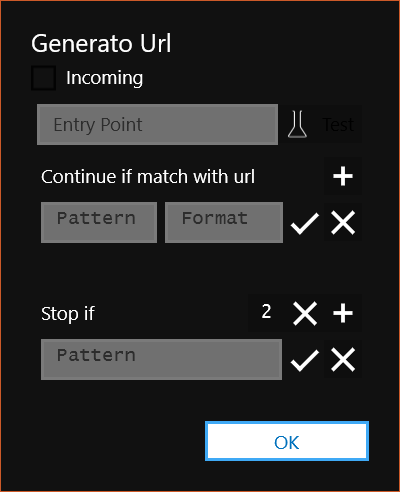 Generato Url
Incoming
Entry Point Test
Continue if match with url
Pattern Format
Stop if 2
Pattern
OK